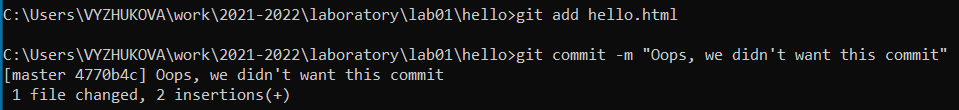 C:\Users\VYZHUKOVA\work\2021-2022\laboratory\lab01\hello>git add hello.html
C:\Users\VYZHUKOVA\work\2021-2022\laboratory\lab01\hello>git commit -m "Oops, we didn't want this commit"
[master 4770b4c] Oops, we didn't want this commit
 1 file changed, 2 insertions(+)